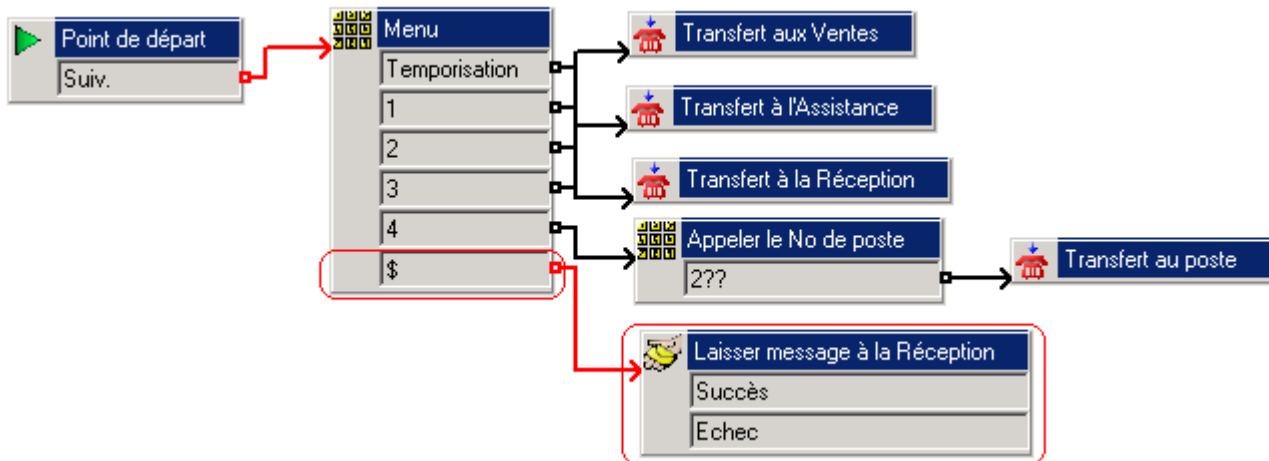 Point de départ
Suiv.
Menu
Temporisation
1
2
3
4
$
Transfert aux Ventes
Transfert à l'Assistance
Transfert à la Réception
Appeler le No de poste
2??
Transfert au poste
Laisser message à la Réception
Succès
Echec